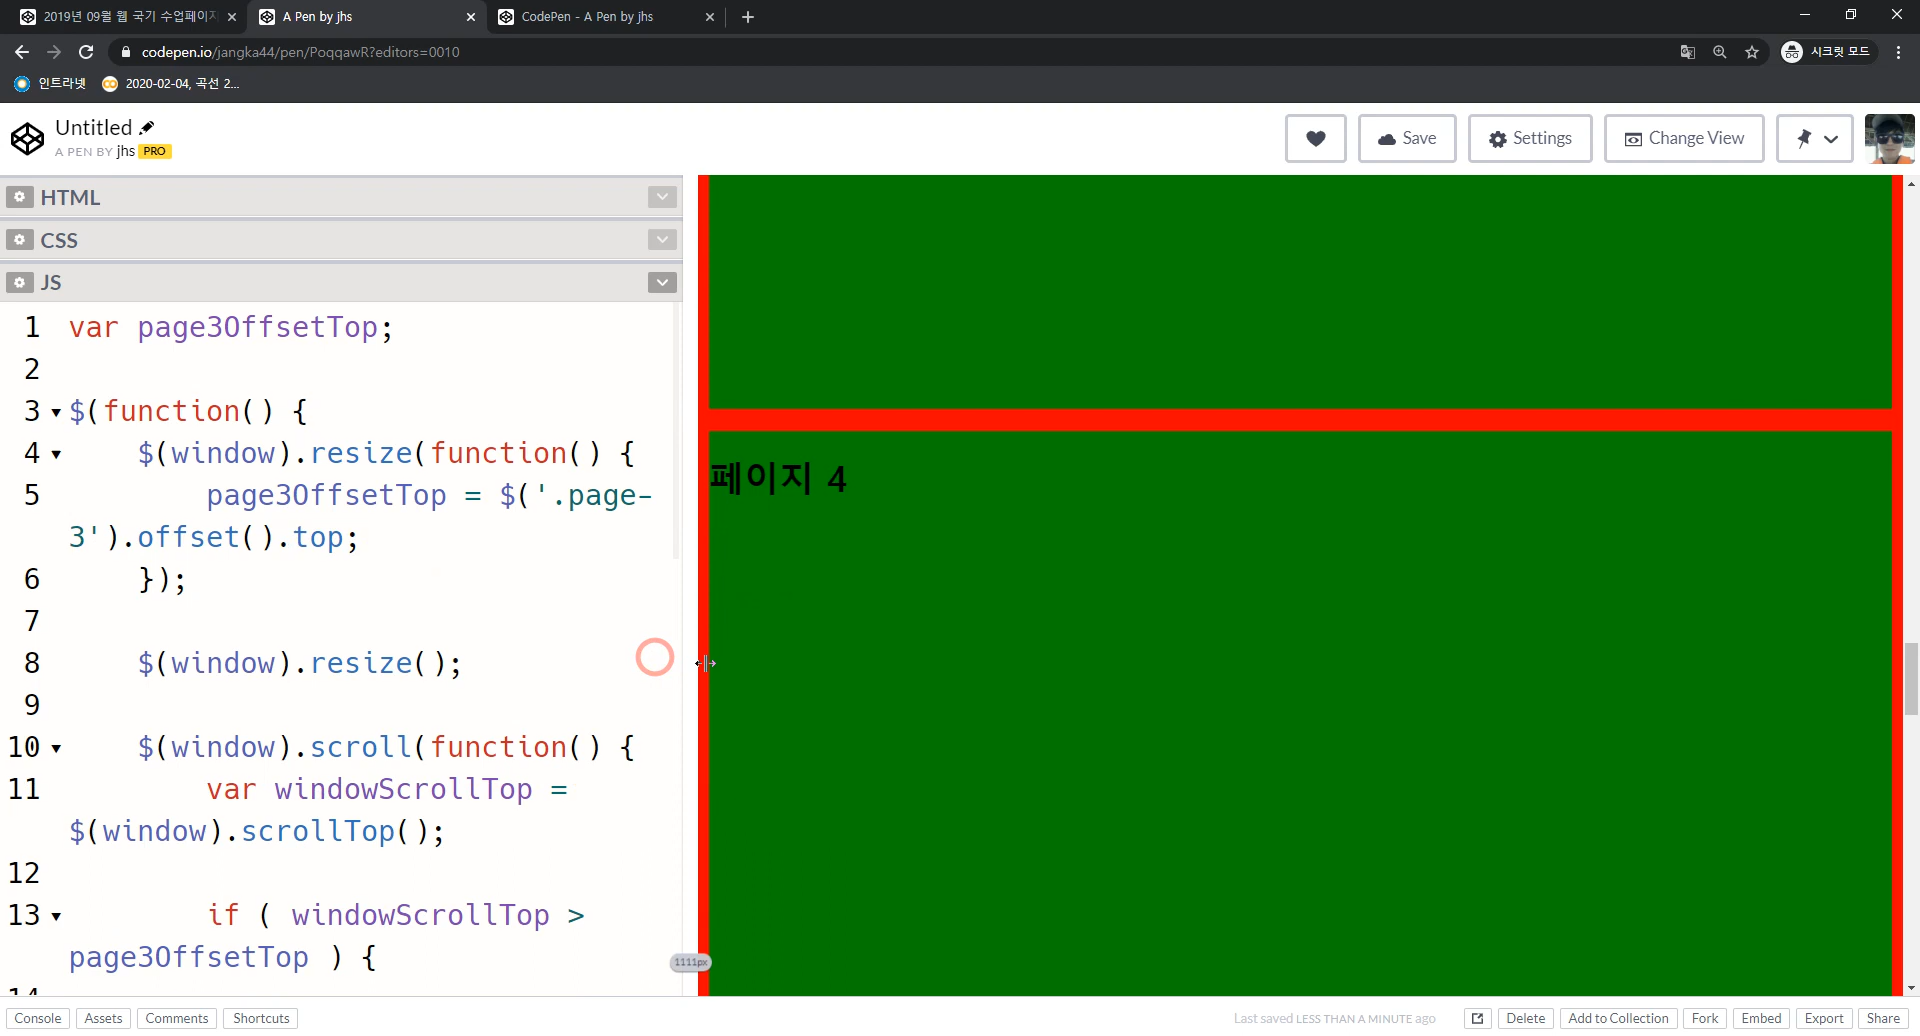 2019년 09월 웹 국기 수업페이지
A Pen by jhs
CodePen - A Pen by jhs
codepen.io/jangka44/pen/PoqqawR?editors=0010
시크릿 모드
인트라넷
2020-02-04, 곡선 2...
Untitled
A PEN BY jhs PRO
Save
Settings
Change View
HTML
CSS
JS
1 var page3OffsetTop;
2
3 $(function() {
4 $(window).resize(function() {
5 page3OffsetTop = $('.page-
3').offset().top;
6 });
7
8 $(window).resize();
9
10 $(window).scroll(function() {
11 var windowScrollTop =
$(window).scrollTop();
12
13 if ( windowScrollTop >
page3OffsetTop ) {
14
페이지 4
1111px
Console
Assets
Comments
Shortcuts
Last saved LESS THAN A MINUTE ago
Delete
Add to Collection
Fork
Embed
Export
Share